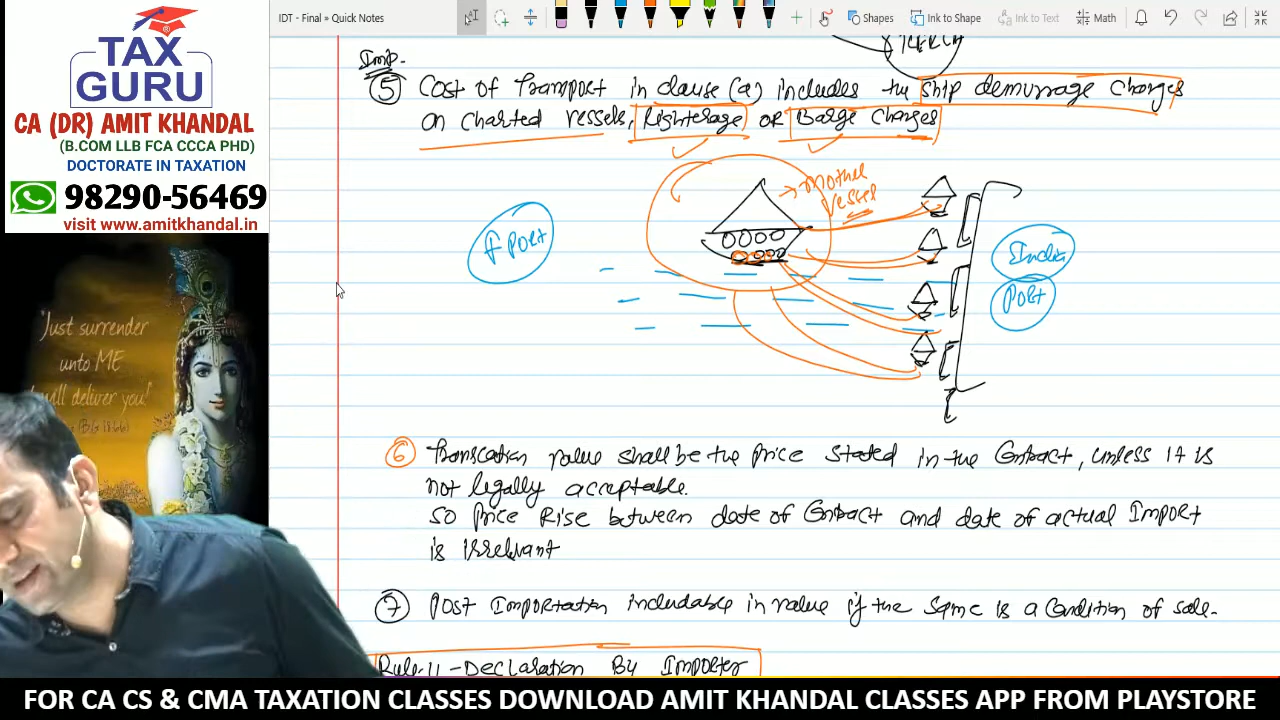 IDT - Final » Quick Notes
Shapes
Ink to Shape
Ink to Text
Math
TAX
GURU
CA (DR) AMIT KHANDAL
(B.COM LLB FCA CCCA PHD)
DOCTORATE IN TAXATION
98290-56469
visit www.amitkhandal.in
"Just surrender
unto ME
I will deliver you!"
Imp.
⑤ Cost of Transport in clause (a) includes the ship demurrage charges
on charted vessels, Lighterage OR Barge charges
→ mother
vessel
F Port
India
Port
⑥ Transcation value shall be the price stated in the Contract, unless it is
not legally acceptable.
So price Rise between date of Contract and date of actual Import
is irrelevant
⑦ Post Importation includable in value if the same is a Condition of sale.
Rule 11 - Declaration By Importer
FOR CA CS & CMA TAXATION CLASSES DOWNLOAD AMIT KHANDAL CLASSES APP FROM PLAYSTORE